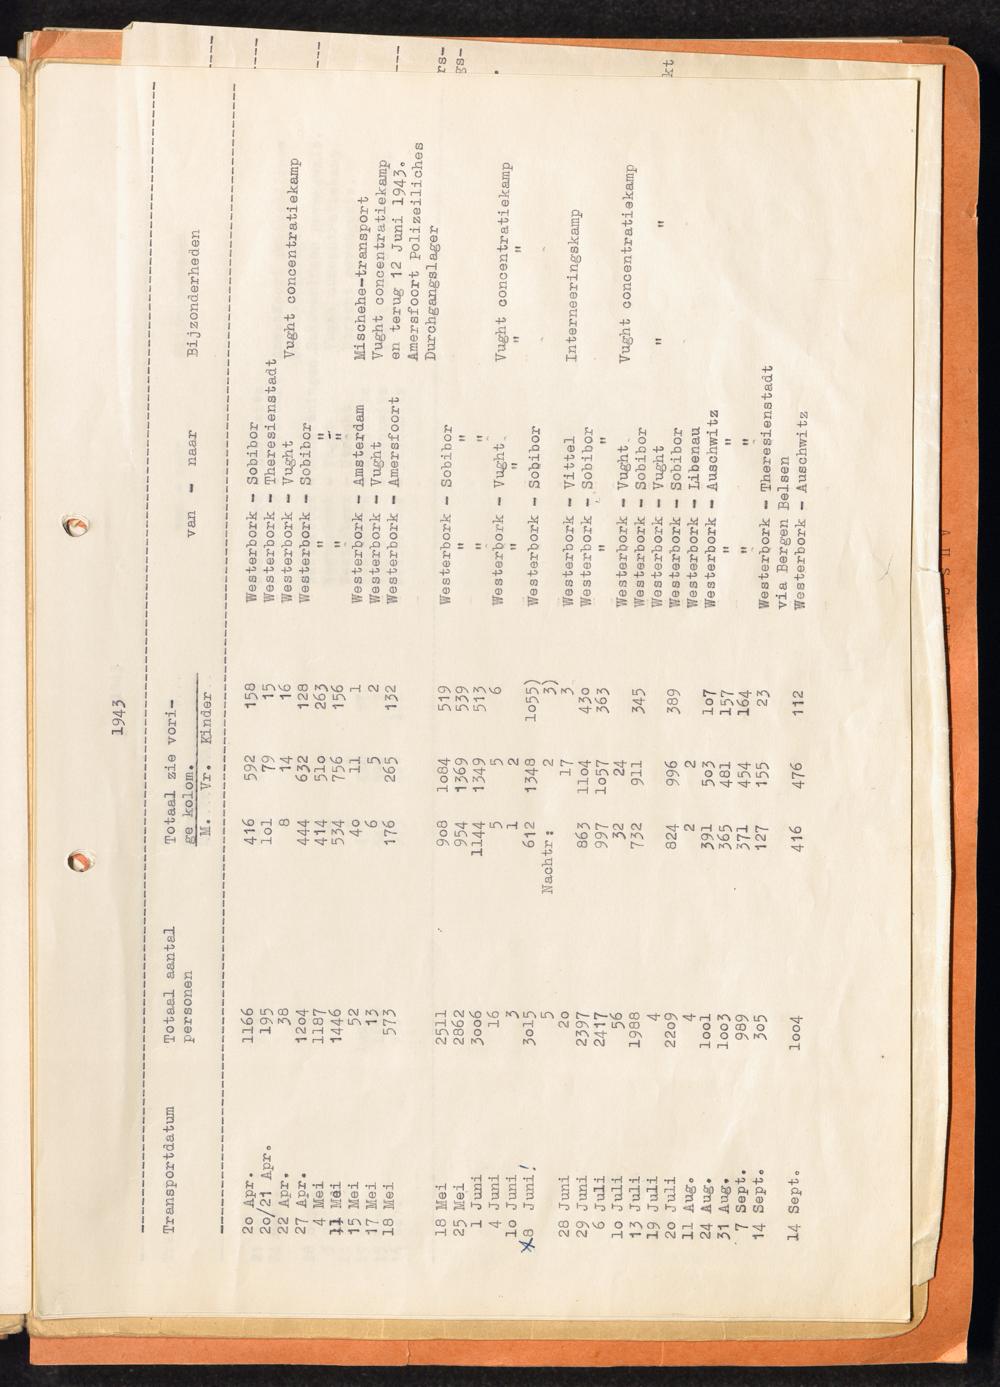 1943
Transportdatum Totaal aantal Totaal zie vori- van - naar Bijzonderheden
personen ge kolom.
M. Vr. Kinder
20 Apr. 1166 416 592 158 Westerbork - Sobibor
20/21 Apr. 195 101 79 15 Westerbork - Theresienstadt
22 Apr. 38 8 14 16 Westerbork - Vught Vught concentratiekamp
27 Apr. 1204 444 632 128 Westerbork - Sobibor
4 Mei 1187 414 510 263 " "
11 Mei 1446 534 756 156 " "
15 Mei 52 40 11 1 Westerbork - Amsterdam Mischehe-transport
17 Mei 13 6 5 2 Westerbork - Vught Vught concentratiekamp
18 Mei 573 176 265 132 Westerbork - Amersfoort en terug 12 Juni 1943.
Amersfoort Polizeiliches
Durchgangslager
18 Mei 2511 908 1084 519 Westerbork - Sobibor
25 Mei 2862 954 1369 539 " "
1 Juni 3006 1144 1349 513 " "
4 Juni 16 5 5 6 Westerbork - Vught Vught concentratiekamp
10 Juni 3 1 2 " " " "
8 Juni! 3015 612 1348 1055) Westerbork - Sobibor
5 Nachtr: 2 3)
28 Juni 20 17 3 Westerbork - Vittel Interneeringskamp
29 Juni 2397 863 1104 430 Westerbork - Sobibor
6 Juli 2417 997 1057 363 " "
10 Juli 56 32 24 Westerbork - Vught Vught concentratiekamp
13 Juli 1988 732 911 345 Westerbork - Sobibor
19 Juli 4 Westerbork - Vught " "
20 Juli 2209 824 996 389 Westerbork - Sobibor
11 Aug. 4 2 2 Westerbork - Libenau
24 Aug. 1001 391 503 107 Westerbork - Auschwitz
31 Aug. 1003 365 481 157 " "
7 Sept. 989 371 454 164 " "
14 Sept. 305 127 155 23 Westerbork - Theresienstadt
via Bergen Belsen
14 Sept. 1004 416 476 112 Westerbork - Auschwitz
rs-
gs-
kt